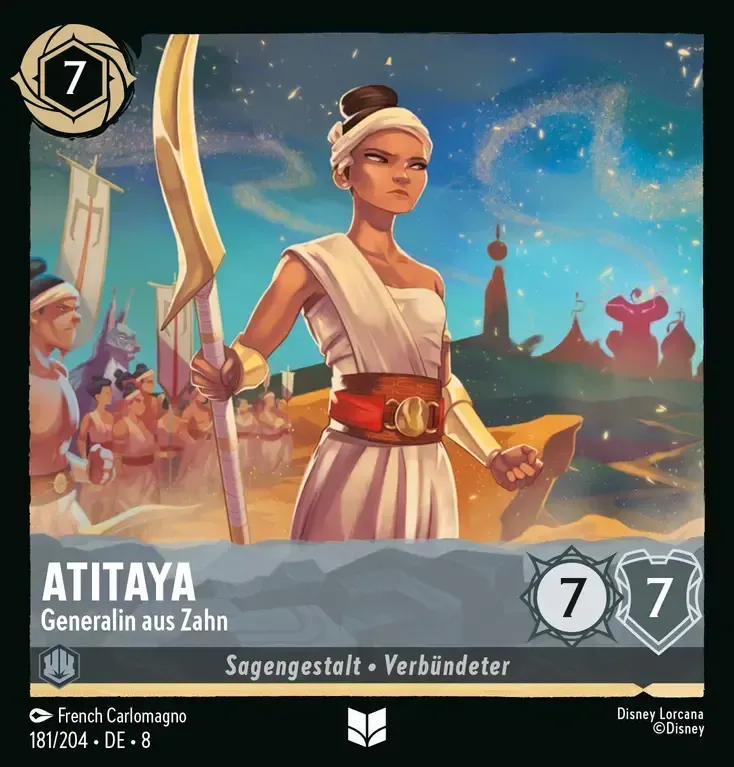 7
ATITAYA
Generalin aus Zahn
7 7
Sagengestalt • Verbündeter
French Carlomagno
181/204 • DE • 8
Disney Lorcana
©Disney